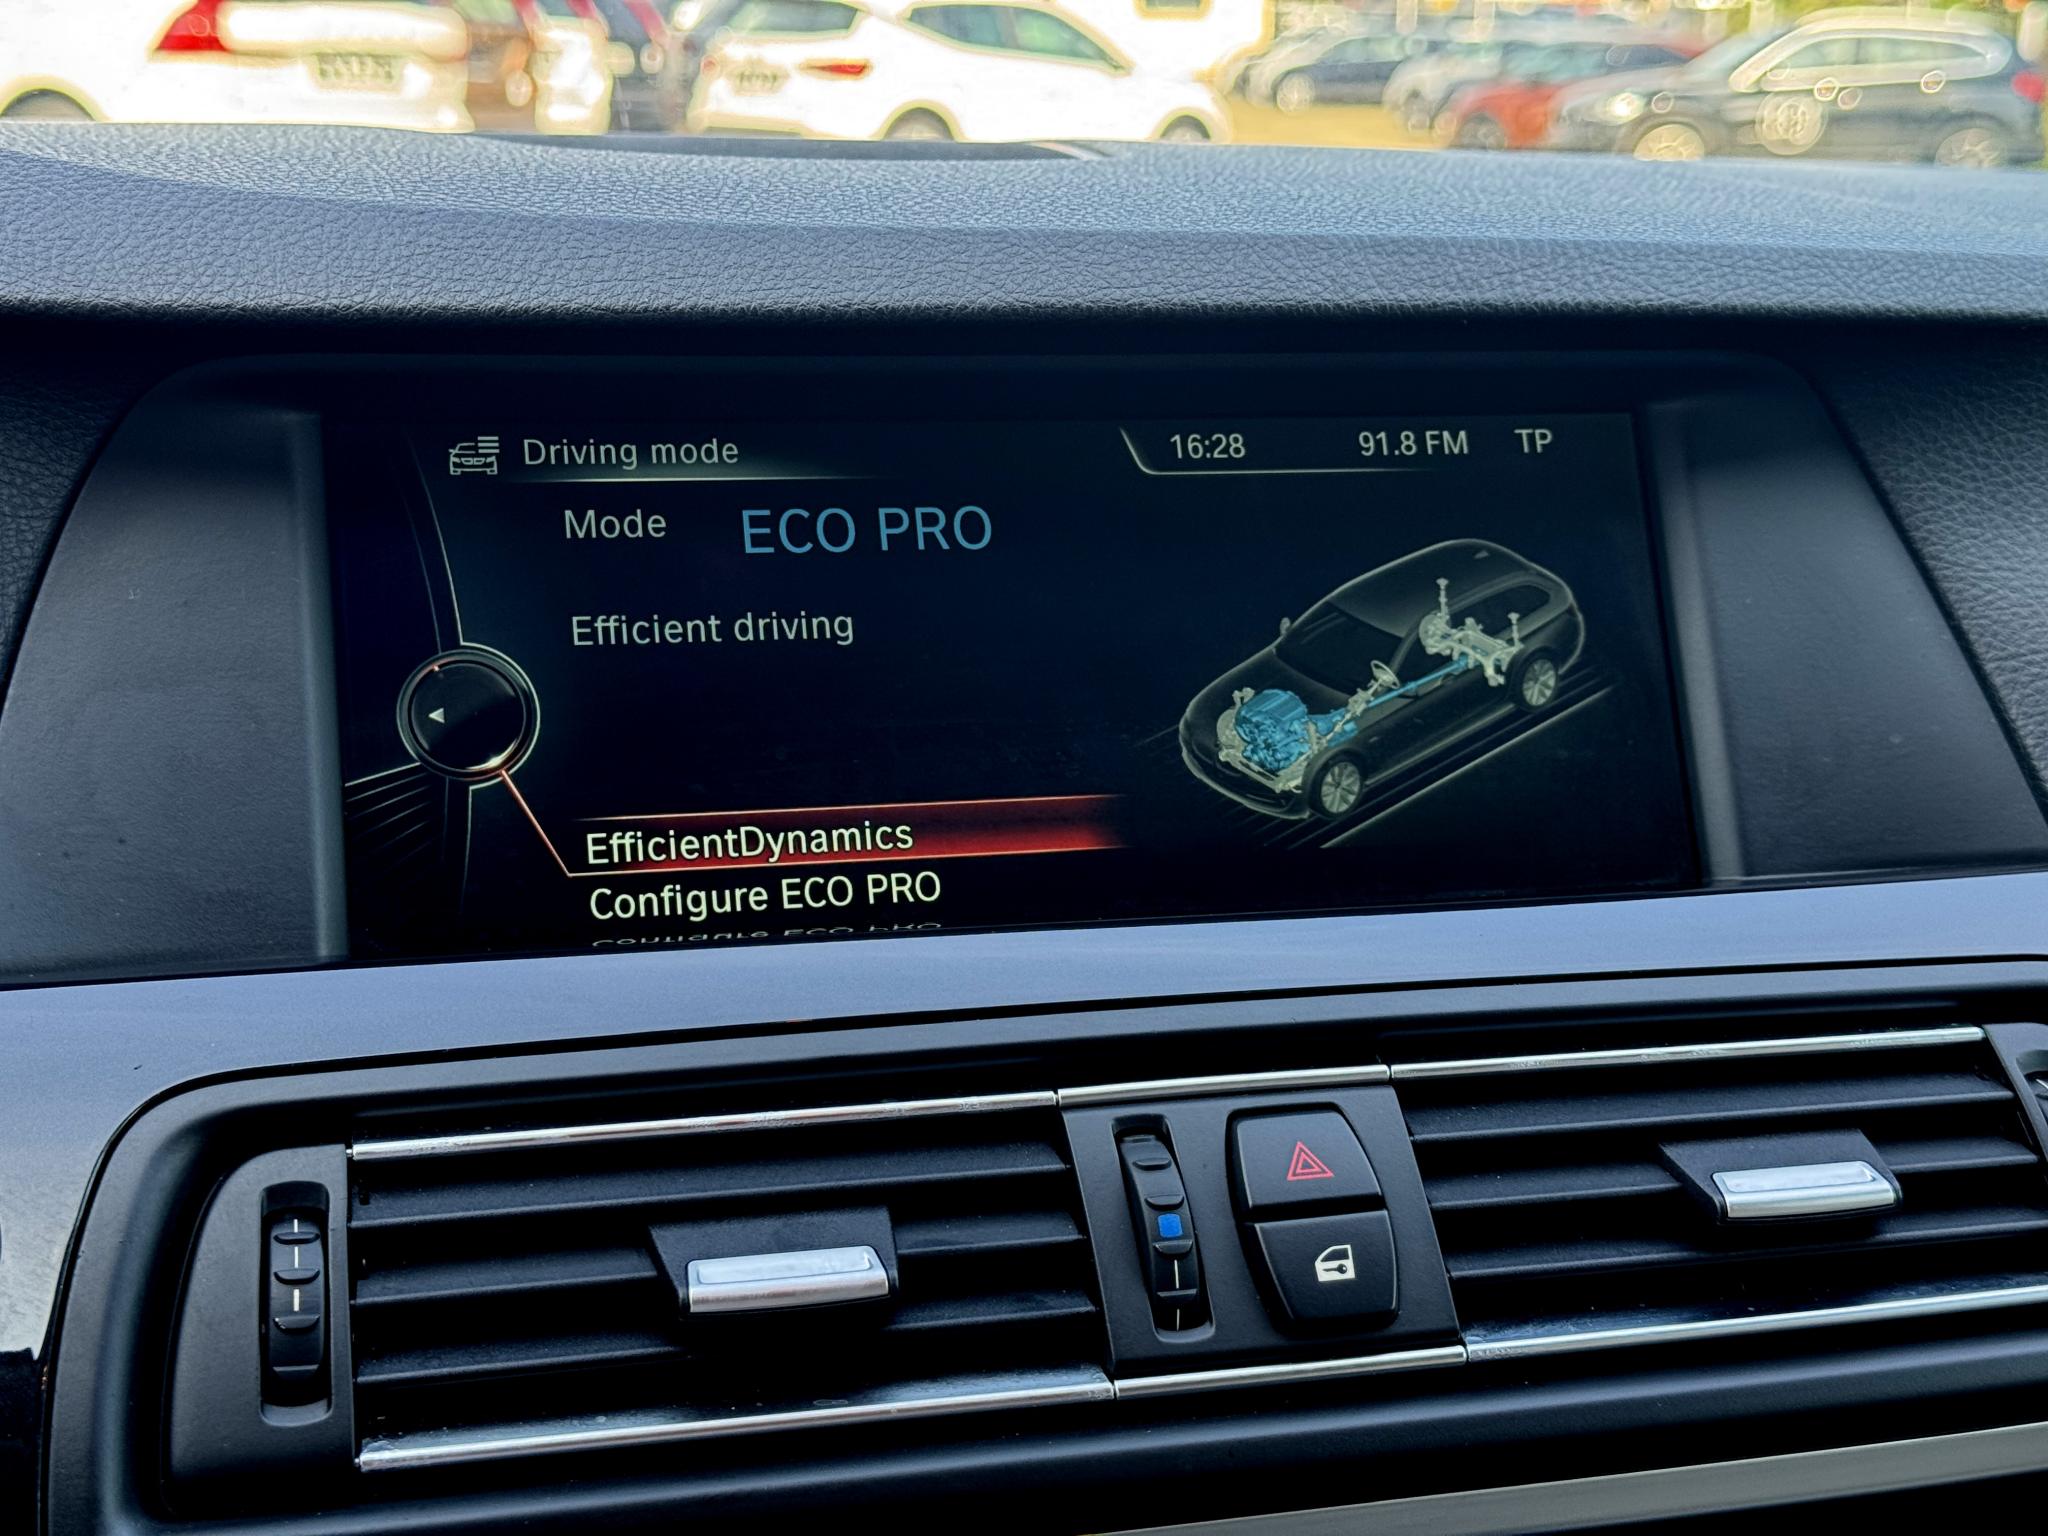 Driving mode
16:28 91.8 FM TP
Mode ECO PRO
Efficient driving
EfficientDynamics
Configure ECO PRO